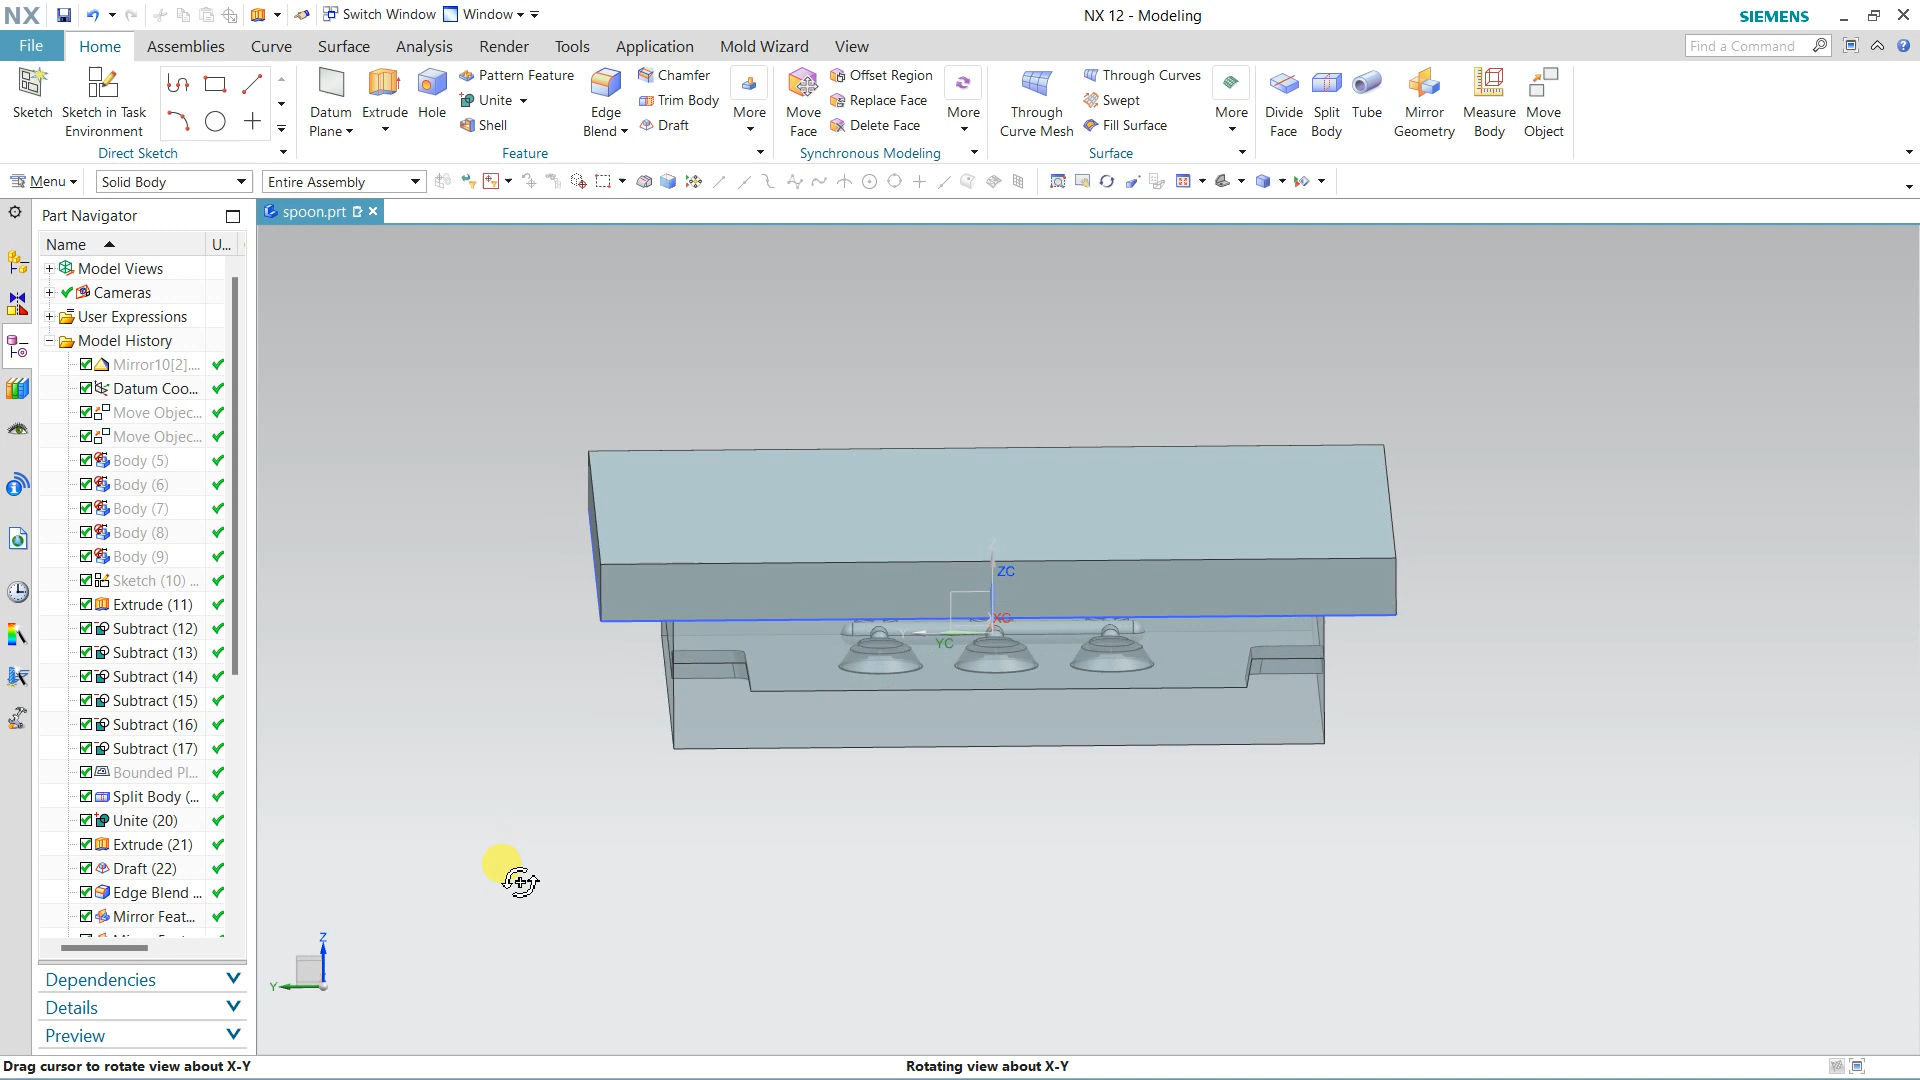 NX
Switch Window
Window
NX 12 - Modeling
SIEMENS
File
Home
Assemblies
Curve
Surface
Analysis
Render
Tools
Application
Mold Wizard
View
Find a Command
Sketch
Sketch in Task
Environment
Direct Sketch
Datum
Plane
Extrude
Hole
Pattern Feature
Unite
Shell
Edge
Blend
Chamfer
Trim Body
Draft
More
Feature
Move
Face
Offset Region
Replace Face
Delete Face
More
Synchronous Modeling
Through
Curve Mesh
Through Curves
Swept
Fill Surface
More
Surface
Divide
Face
Split
Body
Tube
Mirror
Geometry
Measure
Body
Move
Object
Menu
Solid Body
Entire Assembly
Part Navigator
spoon.prt
Name
U...
Model Views
Cameras
User Expressions
Model History
Mirror10[2]....
Datum Coo...
Move Objec...
Move Objec...
Body (5)
Body (6)
Body (7)
Body (8)
Body (9)
Sketch (10) ...
Extrude (11)
Subtract (12)
Subtract (13)
Subtract (14)
Subtract (15)
Subtract (16)
Subtract (17)
Bounded Pl...
Split Body (...
Unite (20)
Extrude (21)
Draft (22)
Edge Blend ...
Mirror Feat...
Dependencies
Details
Preview
ZC
XC
YC
Z
Y
Drag cursor to rotate view about X-Y
Rotating view about X-Y